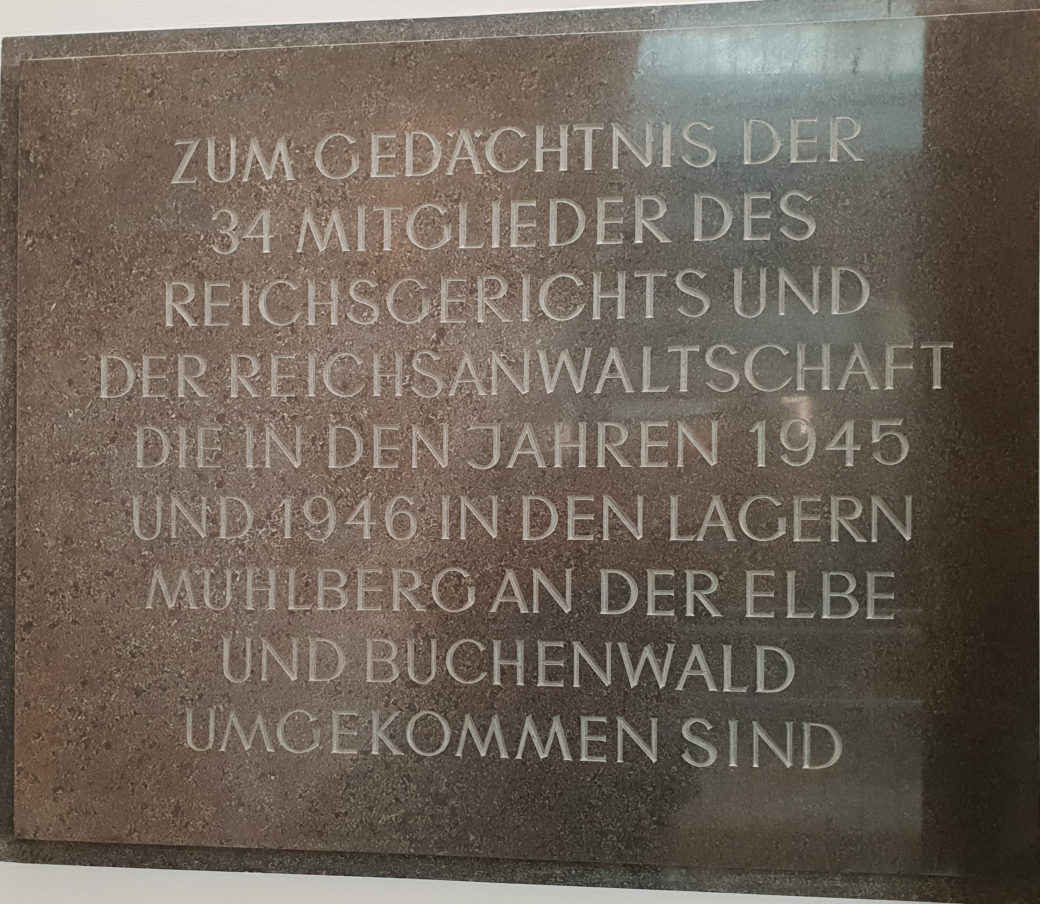 ZUM GEDÄCHTNIS DER
34 MITGLIEDER DES
REICHSGERICHTS UND
DER REICHSANWALTSCHAFT
DIE IN DEN JAHREN 1945
UND 1946 IN DEN LAGERN
MÜHLBERG AN DER ELBE
UND BUCHENWALD
UMGEKOMMEN SIND